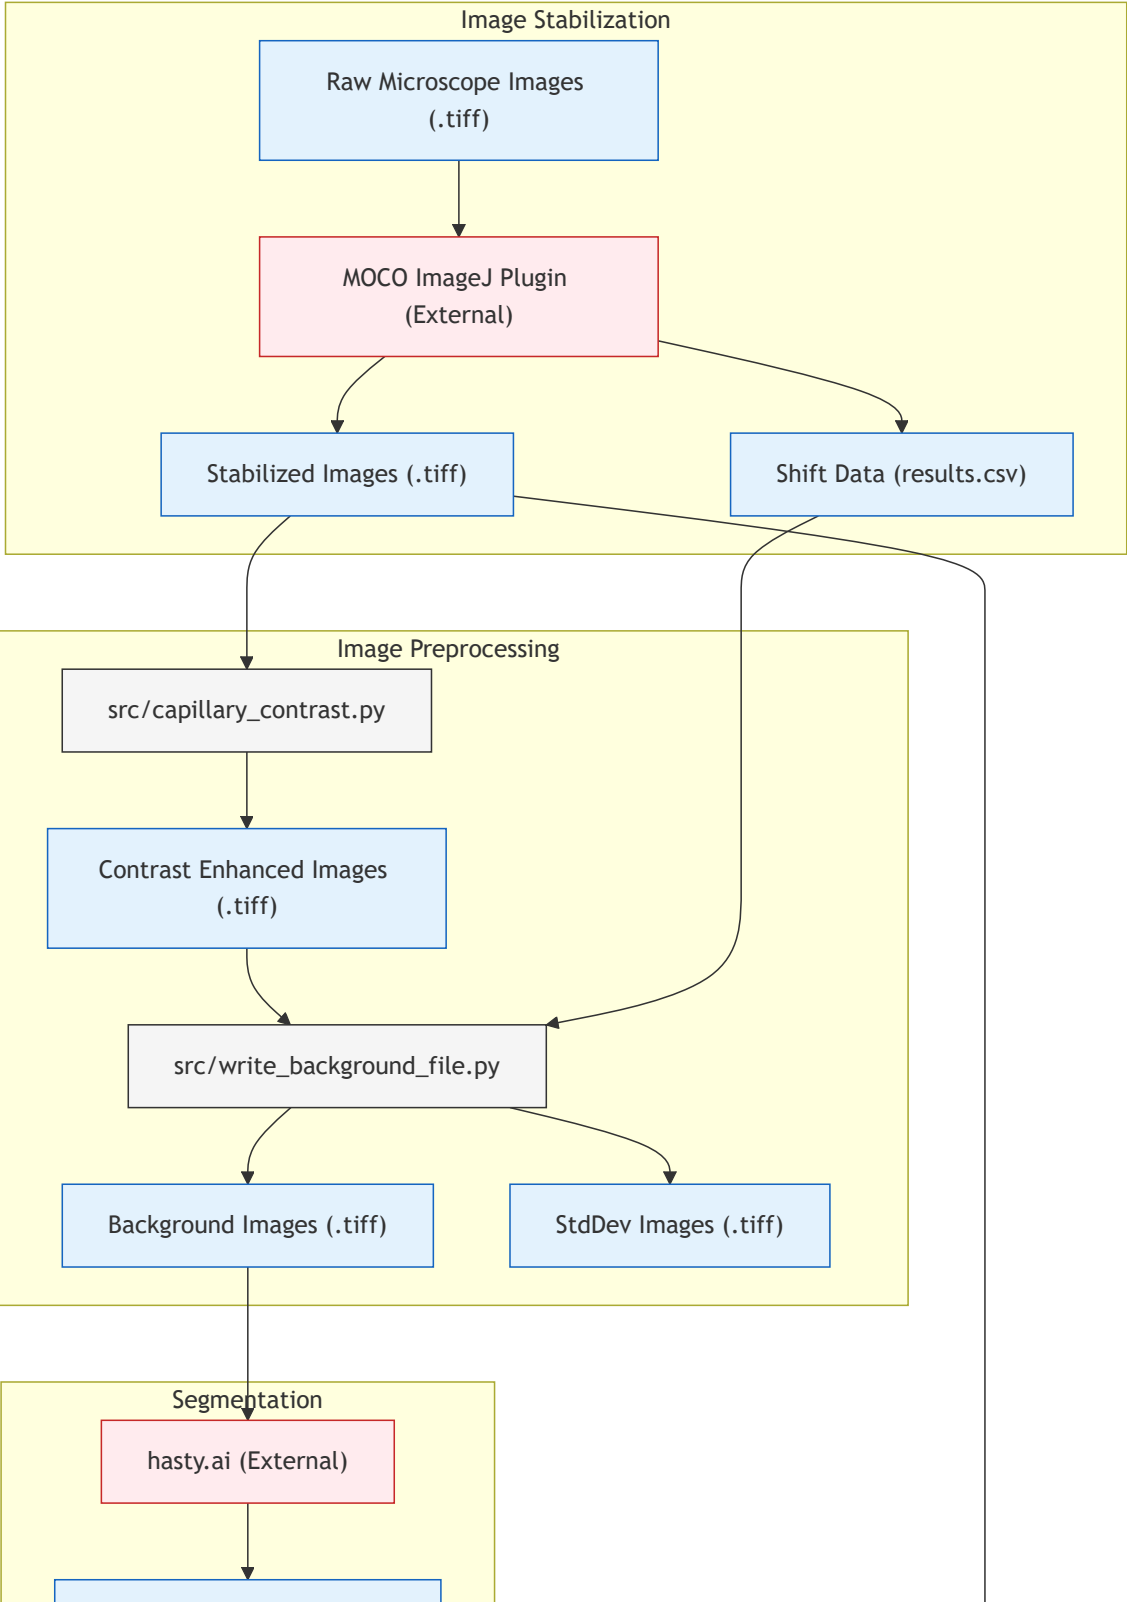 Image Stabilization
Raw Microscope Images
(.tiff)
MOCO ImageJ Plugin
(External)
Stabilized Images (.tiff)
Shift Data (results.csv)
Image Preprocessing
src/capillary_contrast.py
Contrast Enhanced Images
(.tiff)
src/write_background_file.py
Background Images (.tiff)
StdDev Images (.tiff)
Segmentation
hasty.ai (External)